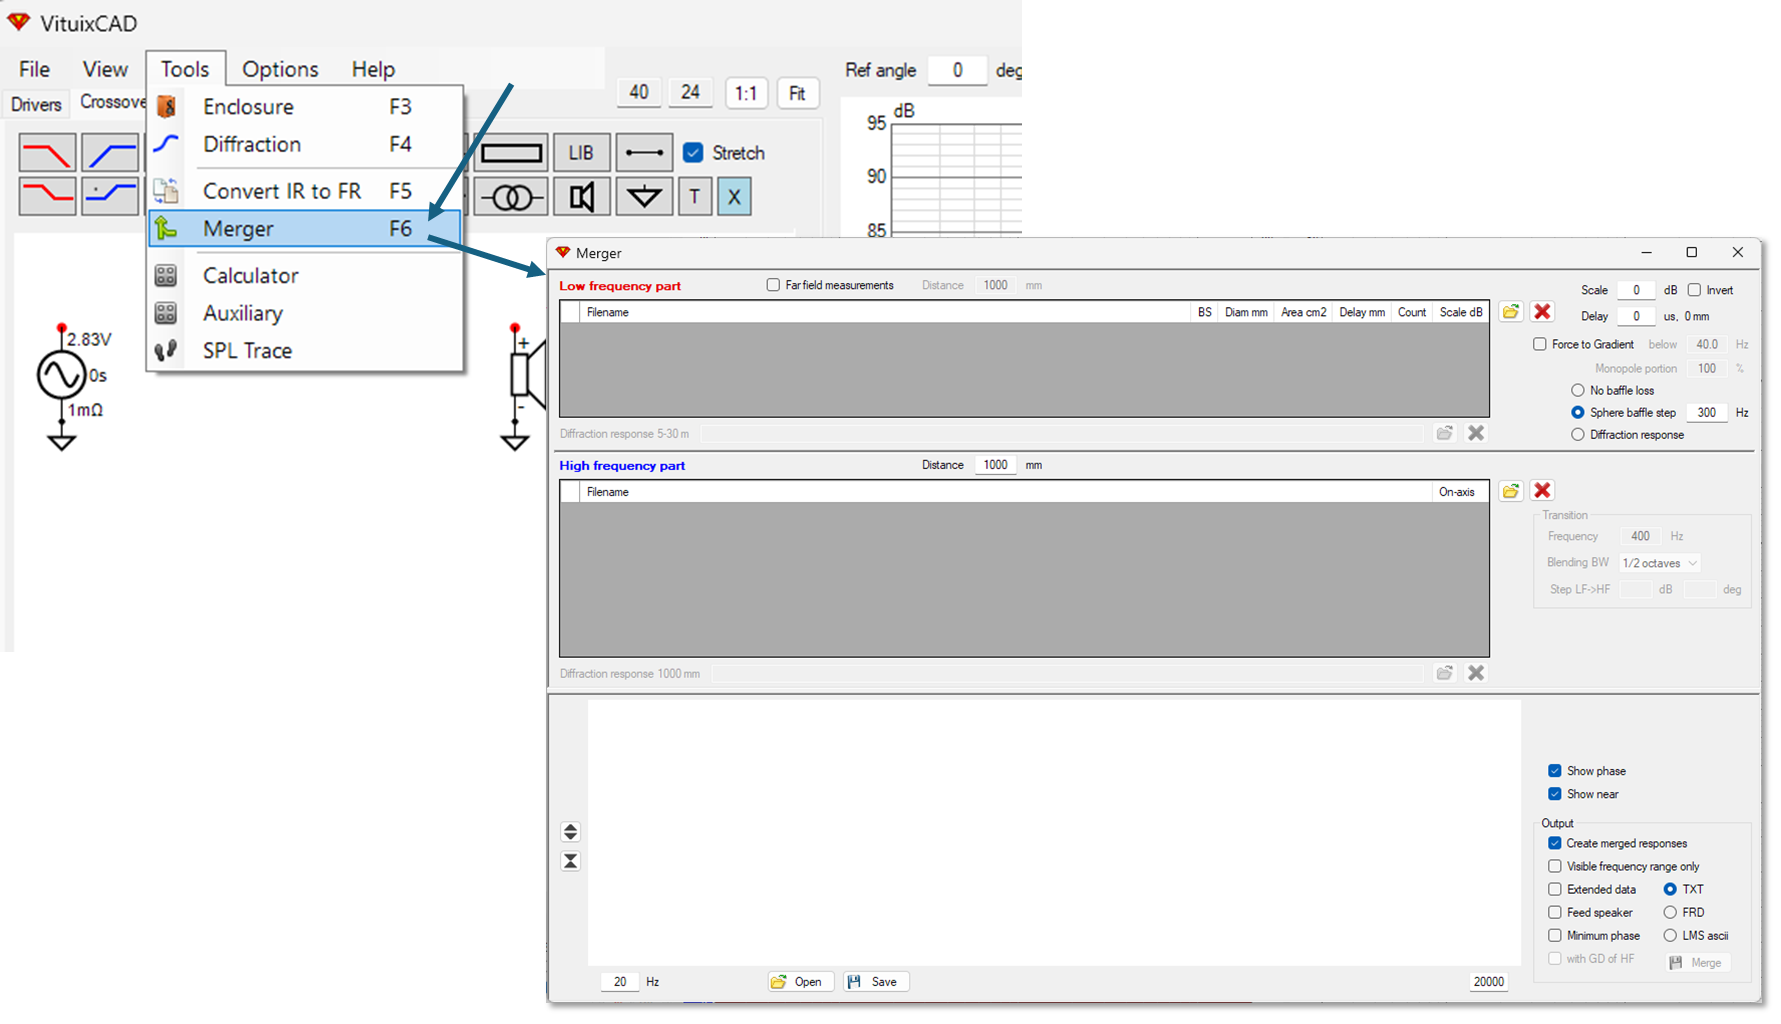 VituixCAD
File View Tools Options Help
Drivers Crossove
40 24 1:1 Fit
Ref angle 0 deg
Enclosure F3
Diffraction F4
Convert IR to FR F5
Merger F6
Calculator
Auxiliary
SPL Trace
LIB Stretch
T X
dB
95
90
85
2.83V
0s
1mΩ
+
-
Merger
Low frequency part Far field measurements Distance 1000 mm
Filename BS Diam mm Area cm2 Delay mm Count Scale dB
Scale 0 dB Invert
Delay 0 us, 0 mm
Force to Gradient below 40.0 Hz
Monopole portion 100 %
No baffle loss
Sphere baffle step 300 Hz
Diffraction response
Diffraction response 5-30 m
High frequency part Distance 1000 mm
Filename On-axis
Transition
Frequency 400 Hz
Blending BW 1/2 octaves
Step LF->HF dB deg
Diffraction response 1000 mm
Show phase
Show near
Output
Create merged responses
Visible frequency range only
Extended data TXT
Feed speaker FRD
Minimum phase LMS ascii
with GD of HF Merge
20 Hz Open Save 20000